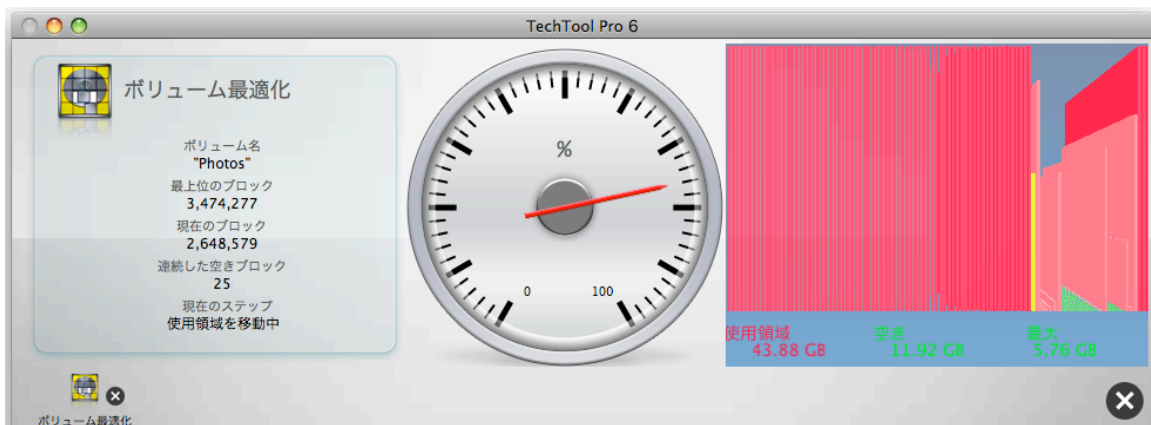 TechTool Pro 6
ボリューム最適化
ボリューム名
"Photos"
最上位のブロック
3,474,277
現在のブロック
2,648,579
連続した空きブロック
25
現在のステップ
使用領域を移動中
%
0 100
使用領域 空き 最大
43.88 GB 11.92 GB 5.76 GB
ボリューム最適化